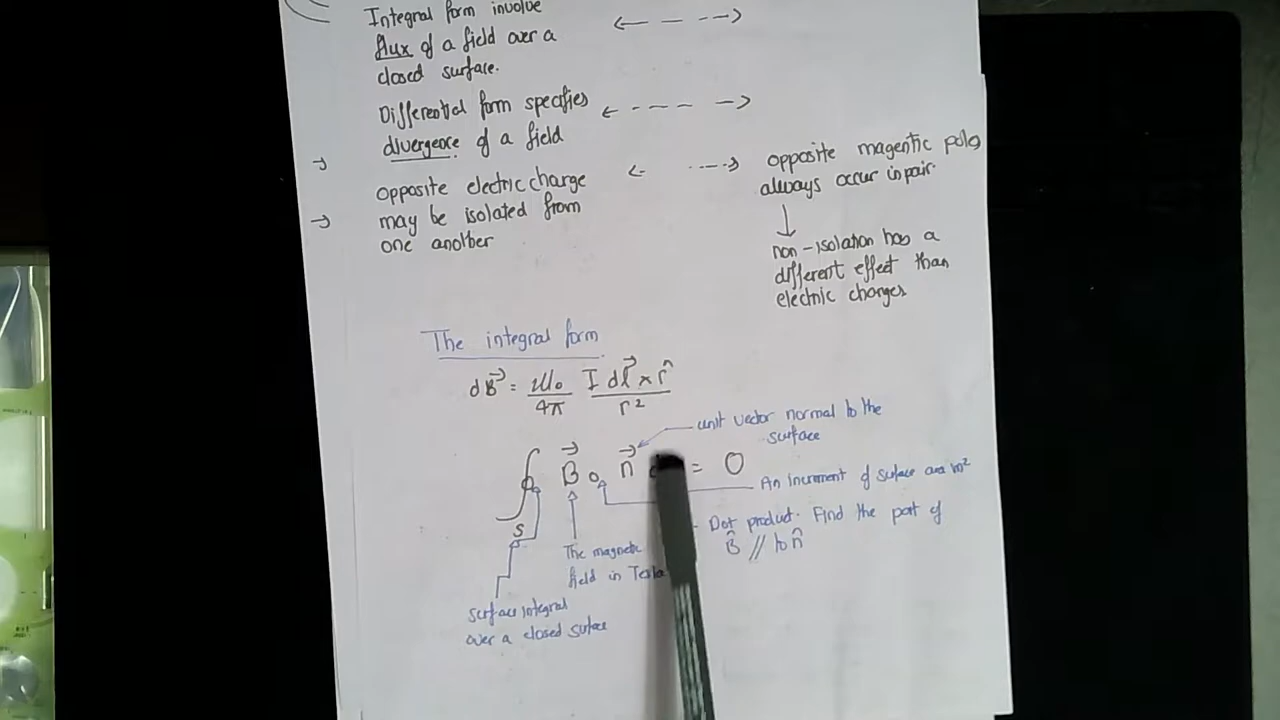 Integral form involve
flux of a field over a
closed surface.
Differential form specifies
divergence of a field
opposite electric charge
may be isolated from
one another
opposite magentic poles
always occur in pair.
non-isolation has a
different effect than
electric charges
The integral form
dB⃗ = μ₀/4π I dl⃗ × r̂/r²
∮ B⃗ ∘ n⃗ = 0
S
unit vector normal to the
surface
An increment of surface area m²
Dot product. Find the part of
B̂ // to n̂
The magnetic
field in Tesla
surface integral
over a closed surface